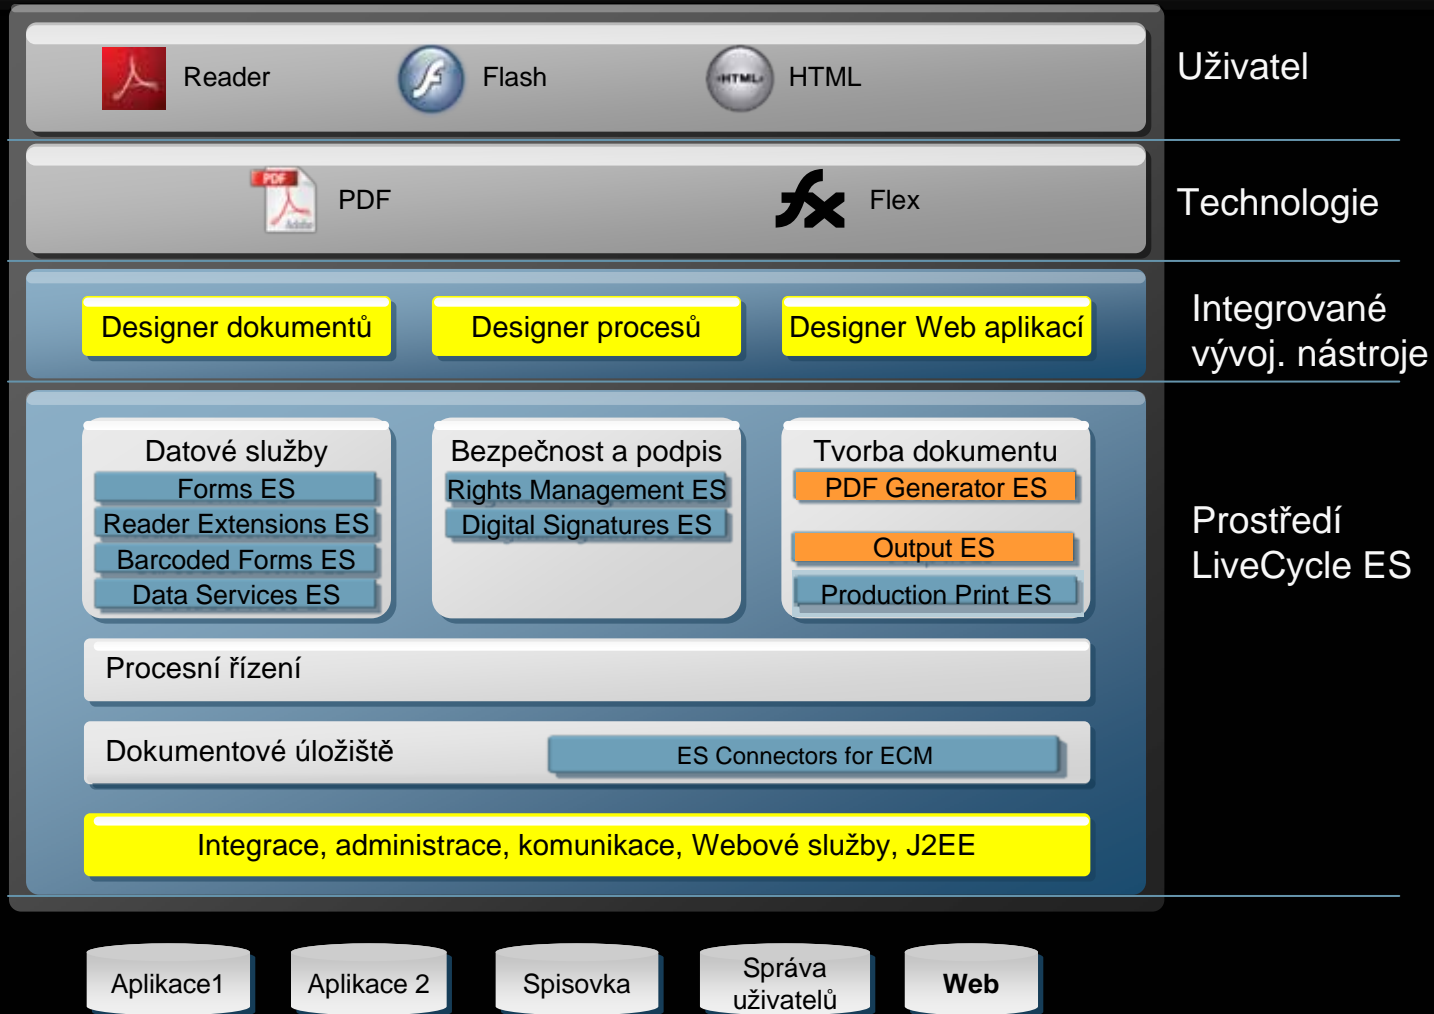 Reader
Flash
HTML
HTML
Uživatel
PDF
Adobe
PDF
Flex
Technologie
Designer dokumentů
Designer procesů
Designer Web aplikací
Integrované
vývoj. nástroje
Datové služby
Forms ES
Reader Extensions ES
Barcoded Forms ES
Data Services ES
Bezpečnost a podpis
Rights Management ES
Digital Signatures ES
Tvorba dokumentu
PDF Generator ES
Output ES
Production Print ES
Prostředí
LiveCycle ES
Procesní řízení
Dokumentové úložiště
ES Connectors for ECM
Integrace, administrace, komunikace, Webové služby, J2EE
Aplikace1
Aplikace 2
Spisovka
Správa
uživatelů
Web